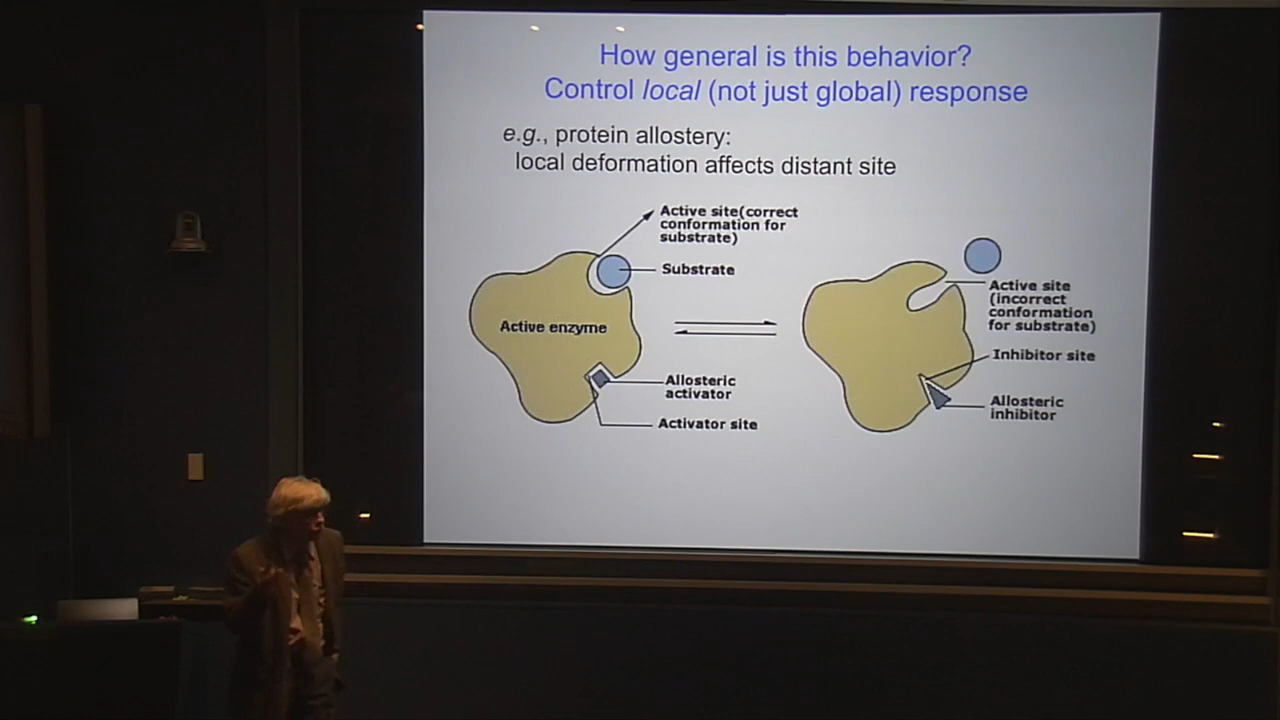 How general is this behavior?
Control local (not just global) response
e.g., protein allostery:
local deformation affects distant site
Active site(correct
conformation for
substrate)
Substrate
Active enzyme
Allosteric
activator
Activator site
Active site
(incorrect
conformation
for substrate)
Inhibitor site
Allosteric
inhibitor